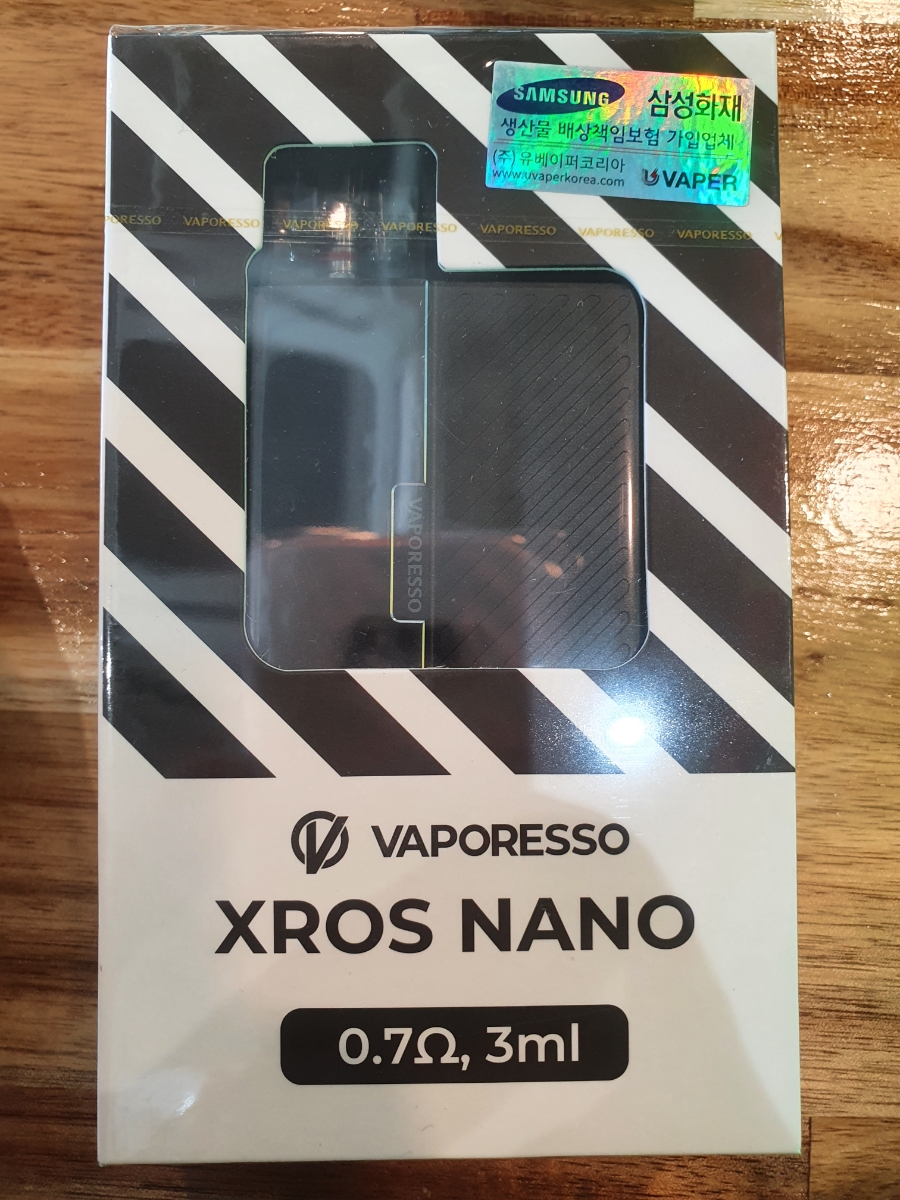 SAMSUNG 삼성화재
생산물 배상책임보험 가입업체
(주)유베이퍼코리아
www.uvaperkorea.com UVAPER
VAPORESSO VAPORESSO VAPORESSO VAPORESSO VAPORESSO VAPORESSO
VAPORESSO
VAPORESSO
XROS NANO
0.7Ω, 3ml